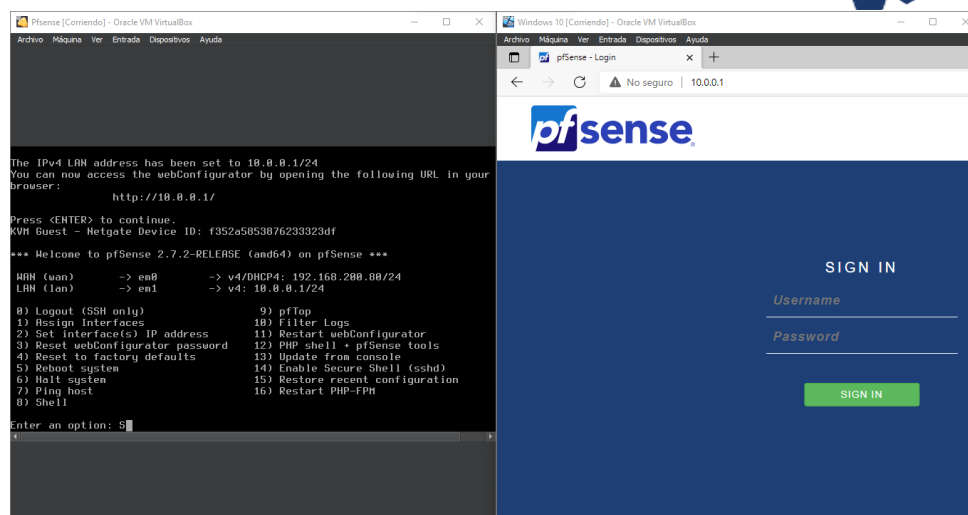 Pfsense [Corriendo] - Oracle VM VirtualBox
Archivo Máquina Ver Entrada Dispositivos Ayuda
The IPv4 LAN address has been set to 10.0.0.1/24
You can now access the webConfigurator by opening the following URL in your
browser:
http://10.0.0.1/
Press <ENTER> to continue.
KVM Guest - Netgate Device ID: f352a5853876233323df
*** Welcome to pfSense 2.7.2-RELEASE (amd64) on pfSense ***
WAN (wan) -> em0 -> v4/DHCP4: 192.168.200.80/24
LAN (lan) -> em1 -> v4: 10.0.0.1/24
0) Logout (SSH only) 9) pfTop
1) Assign Interfaces 10) Filter Logs
2) Set interface(s) IP address 11) Restart webConfigurator
3) Reset webConfigurator password 12) PHP shell + pfSense tools
4) Reset to factory defaults 13) Update from console
5) Reboot system 14) Enable Secure Shell (sshd)
6) Halt system 15) Restore recent configuration
7) Ping host 16) Restart PHP-FPM
8) Shell
Enter an option: S
Windows 10 [Corriendo] - Oracle VM VirtualBox
Archivo Máquina Ver Entrada Dispositivos Ayuda
pf pfSense - Login
No seguro | 10.0.0.1
pfsense
SIGN IN
Username
Password
SIGN IN